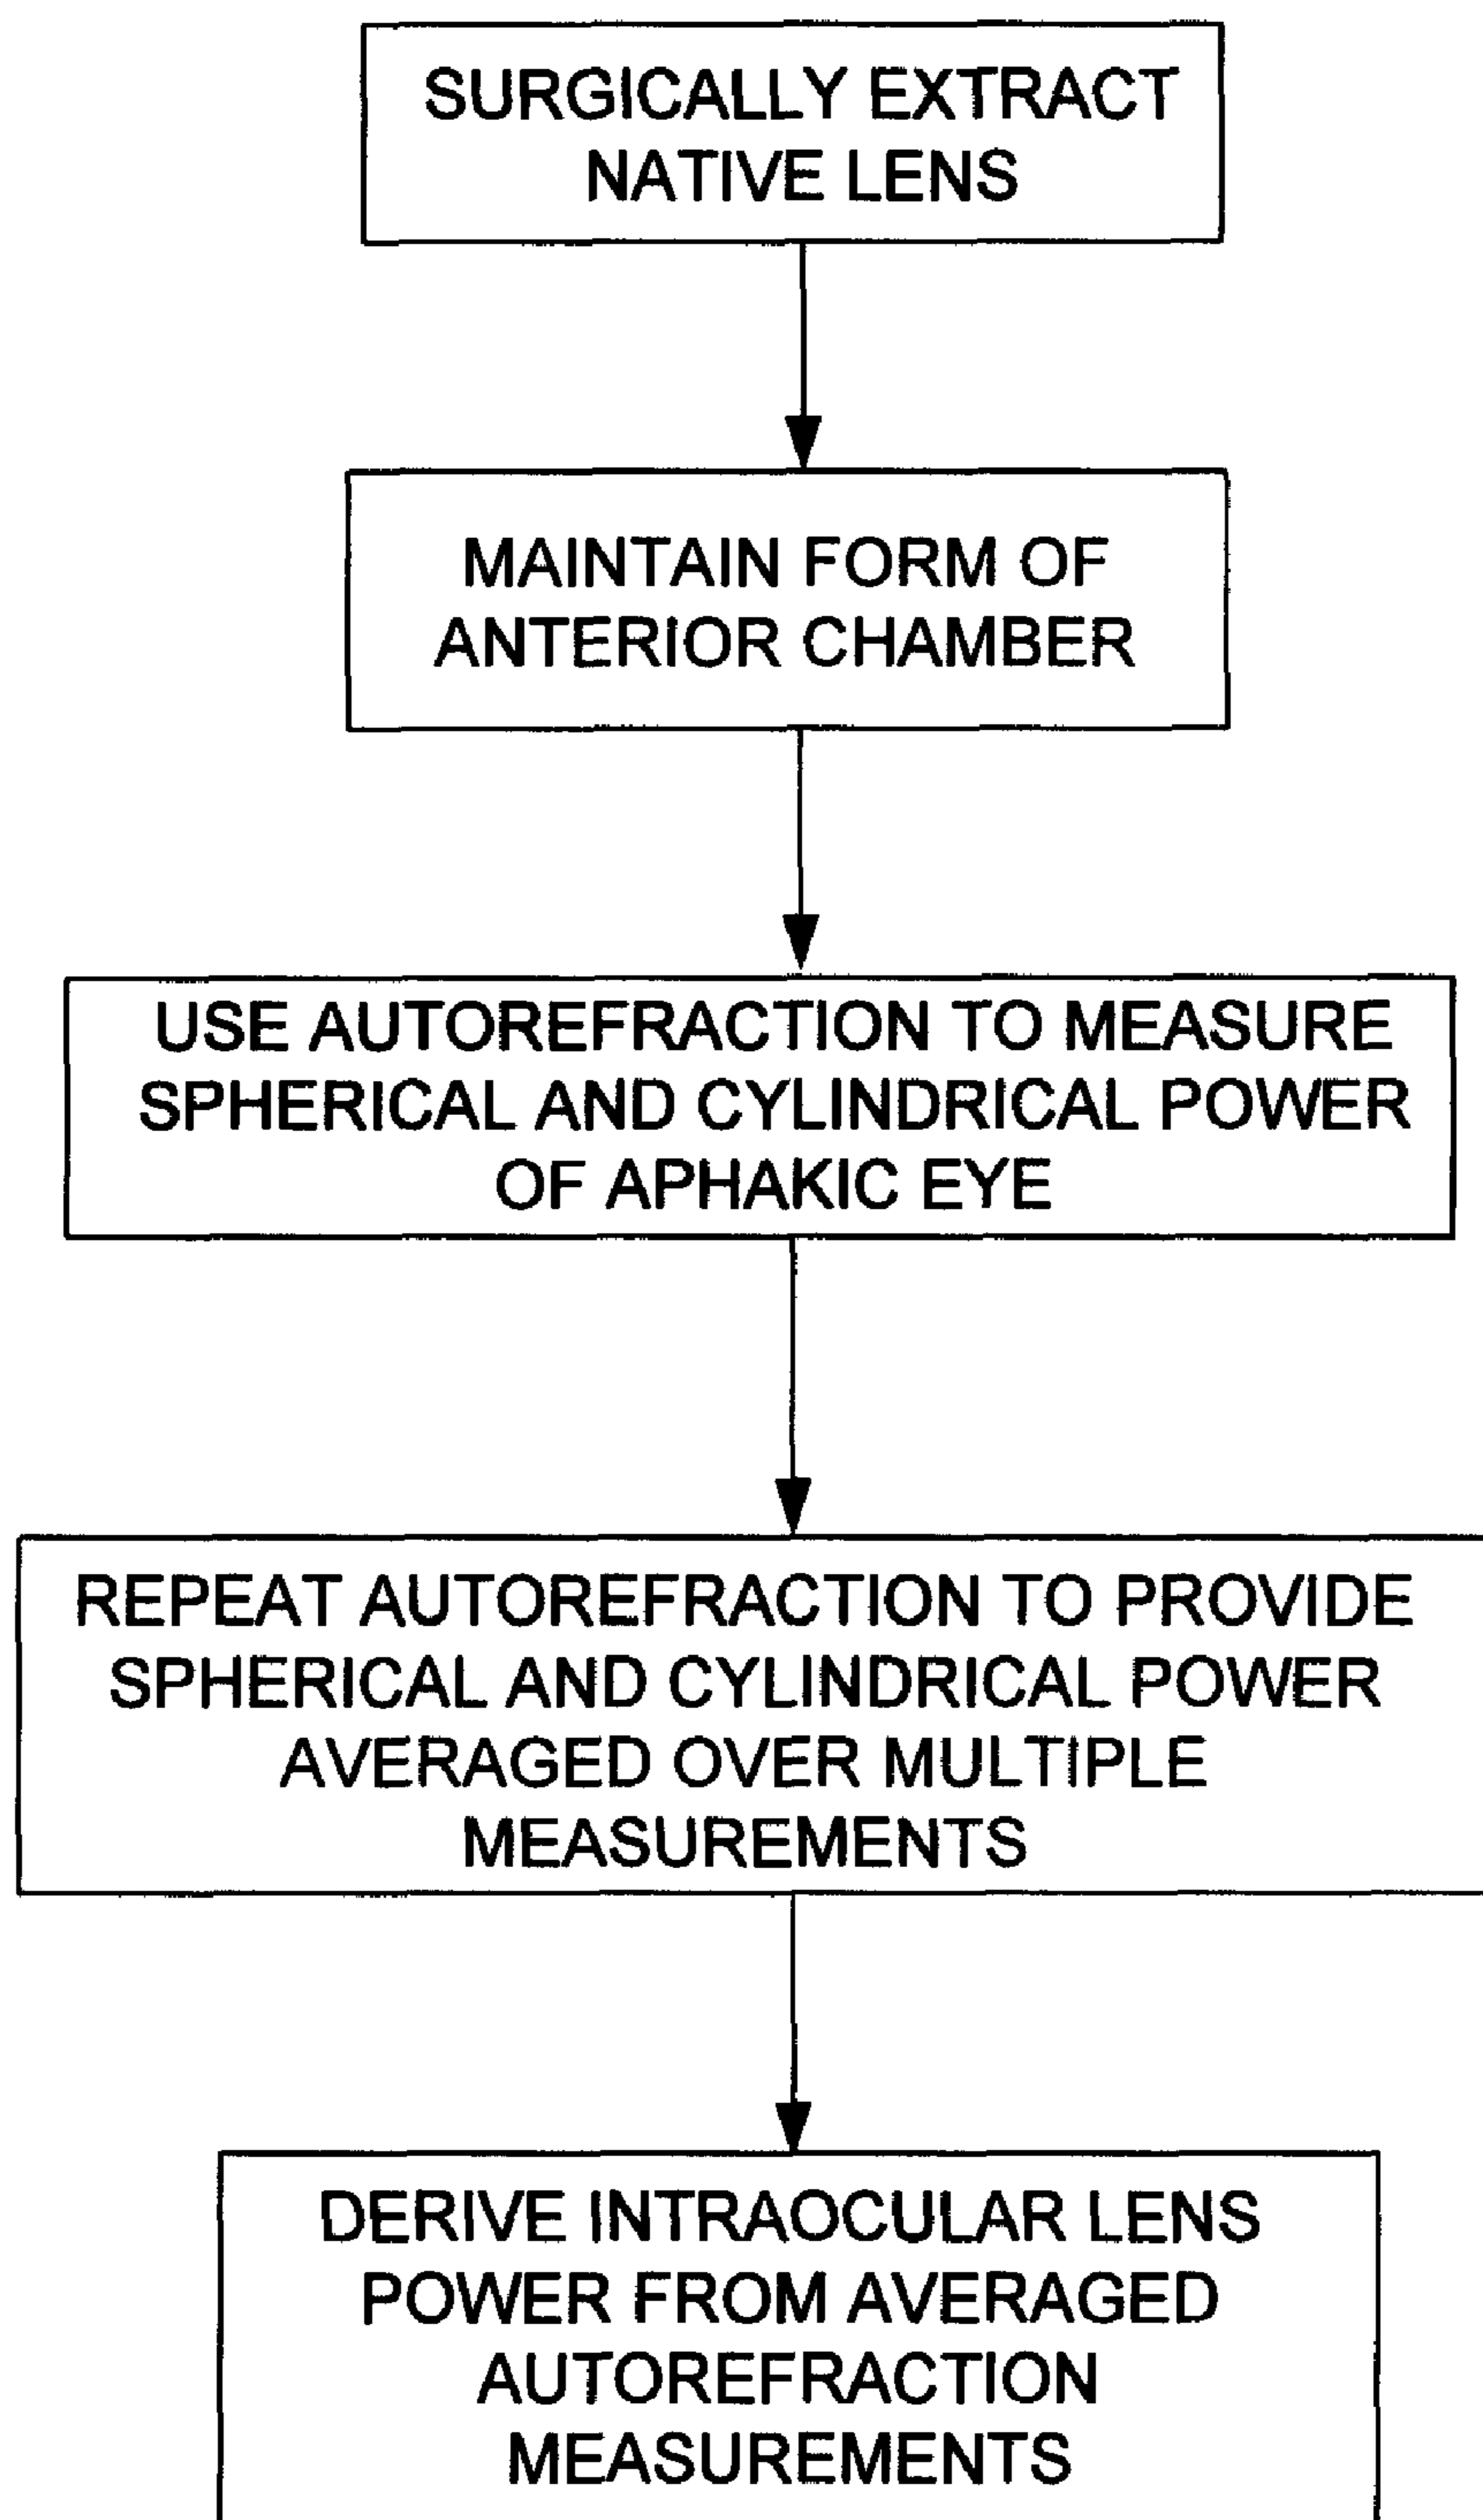 SURGICALLY EXTRACT
NATIVE LENS
MAINTAIN FORM OF
ANTERIOR CHAMBER
USE AUTOREFRACTION TO MEASURE
SPHERICAL AND CYLINDRICAL POWER
OF APHAKIC EYE
REPEAT AUTOREFRACTION TO PROVIDE
SPHERICAL AND CYLINDRICAL POWER
AVERAGED OVER MULTIPLE
MEASUREMENTS
DERIVE INTRAOCULAR LENS
POWER FROM AVERAGED
AUTOREFRACTION
MEASUREMENTS